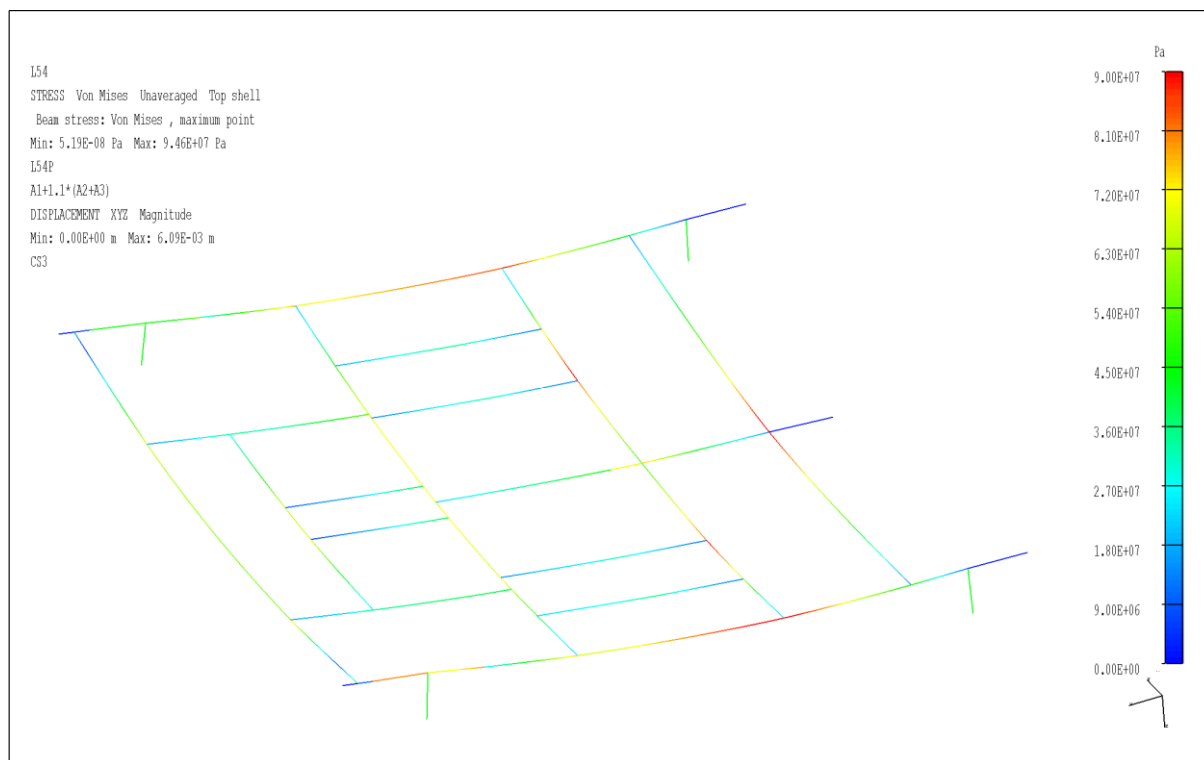 L54
STRESS Von Mises Unaveraged Top shell
Beam stress: Von Mises , maximum point
Min: 5.19E-08 Pa Max: 9.46E+07 Pa
L54P
A1+1.1*(A2+A3)
DISPLACEMENT XYZ Magnitude
Min: 0.00E+00 m Max: 6.09E-03 m
CS3
Pa
9.00E+07
8.10E+07
7.20E+07
6.30E+07
5.40E+07
4.50E+07
3.60E+07
2.70E+07
1.80E+07
9.00E+06
0.00E+00